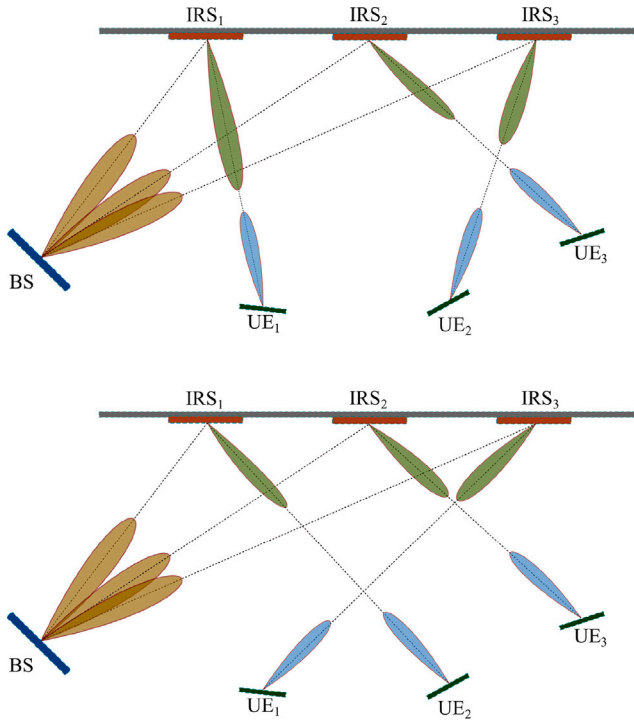 IRS₁ IRS₂ IRS₃
BS
UE₁
UE₂
UE₃
IRS₁ IRS₂ IRS₃
BS
UE₁
UE₂
UE₃